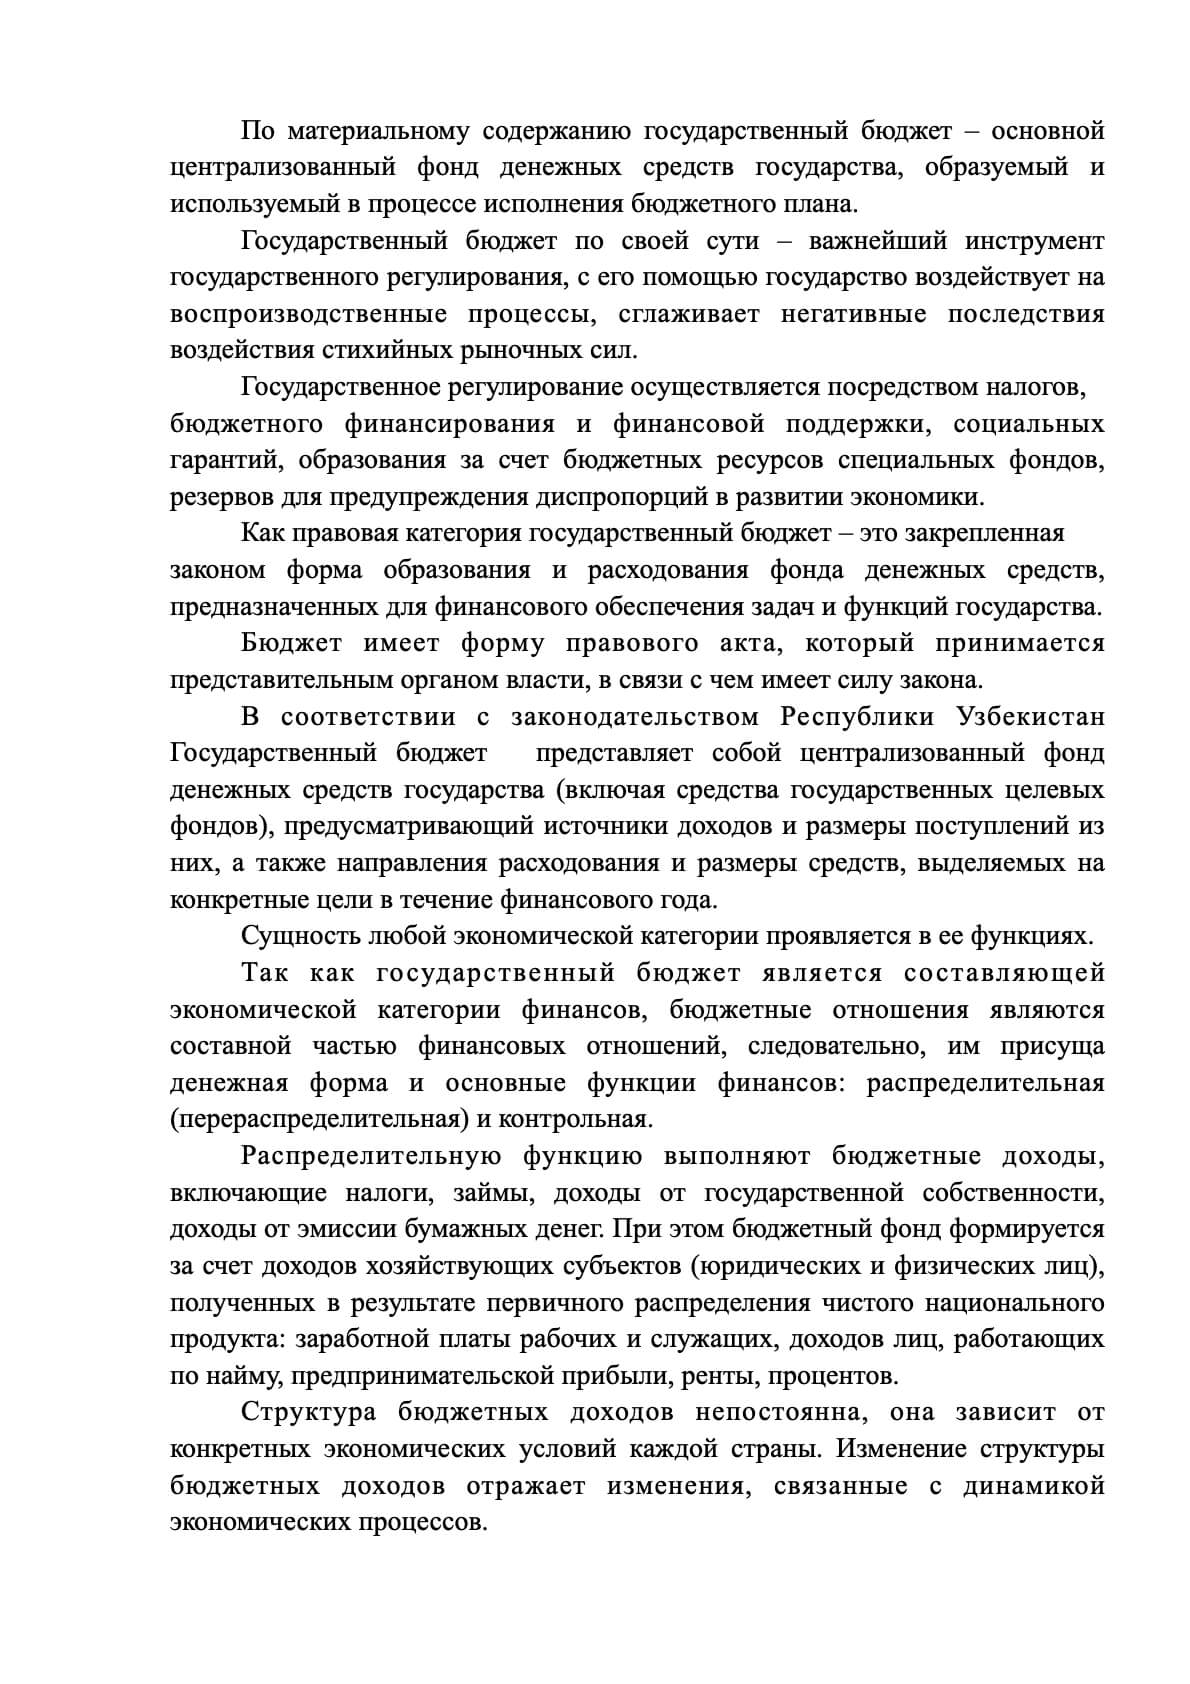 По материальному содержанию государственный бюджет – основной
централизованный фонд денежных средств государства, образуемый и
используемый в процессе исполнения бюджетного плана.
Государственный бюджет по своей сути – важнейший инструмент
государственного регулирования, с его помощью государство воздействует на
воспроизводственные процессы, сглаживает негативные последствия
воздействия стихийных рыночных сил.
Государственное регулирование осуществляется посредством налогов,
бюджетного финансирования и финансовой поддержки, социальных
гарантий, образования за счет бюджетных ресурсов специальных фондов,
резервов для предупреждения диспропорций в развитии экономики.
Как правовая категория государственный бюджет – это закрепленная
законом форма образования и расходования фонда денежных средств,
предназначенных для финансового обеспечения задач и функций государства.
Бюджет имеет форму правового акта, который принимается
представительным органом власти, в связи с чем имеет силу закона.
В соответствии с законодательством Республики Узбекистан
Государственный бюджет представляет собой централизованный фонд
денежных средств государства (включая средства государственных целевых
фондов), предусматривающий источники доходов и размеры поступлений из
них, а также направления расходования и размеры средств, выделяемых на
конкретные цели в течение финансового года.
Сущность любой экономической категории проявляется в ее функциях.
Так как государственный бюджет является составляющей
экономической категории финансов, бюджетные отношения являются
составной частью финансовых отношений, следовательно, им присуща
денежная форма и основные функции финансов: распределительная
(перераспределительная) и контрольная.
Распределительную функцию выполняют бюджетные доходы,
включающие налоги, займы, доходы от государственной собственности,
доходы от эмиссии бумажных денег. При этом бюджетный фонд формируется
за счет доходов хозяйствующих субъектов (юридических и физических лиц),
полученных в результате первичного распределения чистого национального
продукта: заработной платы рабочих и служащих, доходов лиц, работающих
по найму, предпринимательской прибыли, ренты, процентов.
Структура бюджетных доходов непостоянна, она зависит от
конкретных экономических условий каждой страны. Изменение структуры
бюджетных доходов отражает изменения, связанные с динамикой
экономических процессов.